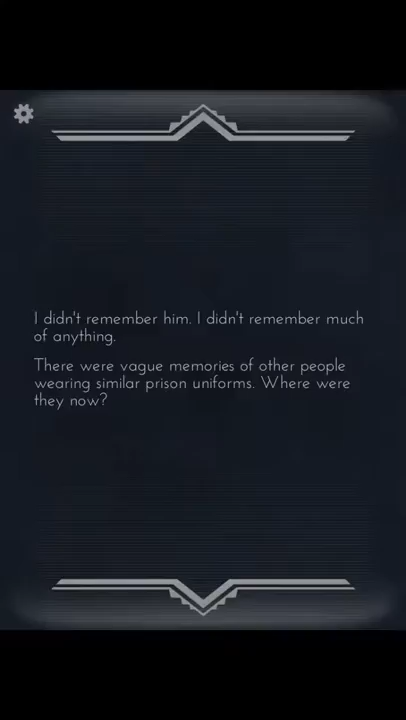 I didn't remember him. I didn't remember much
of anything.
There were vague memories of other people
wearing similar prison uniforms. Where were
they now?